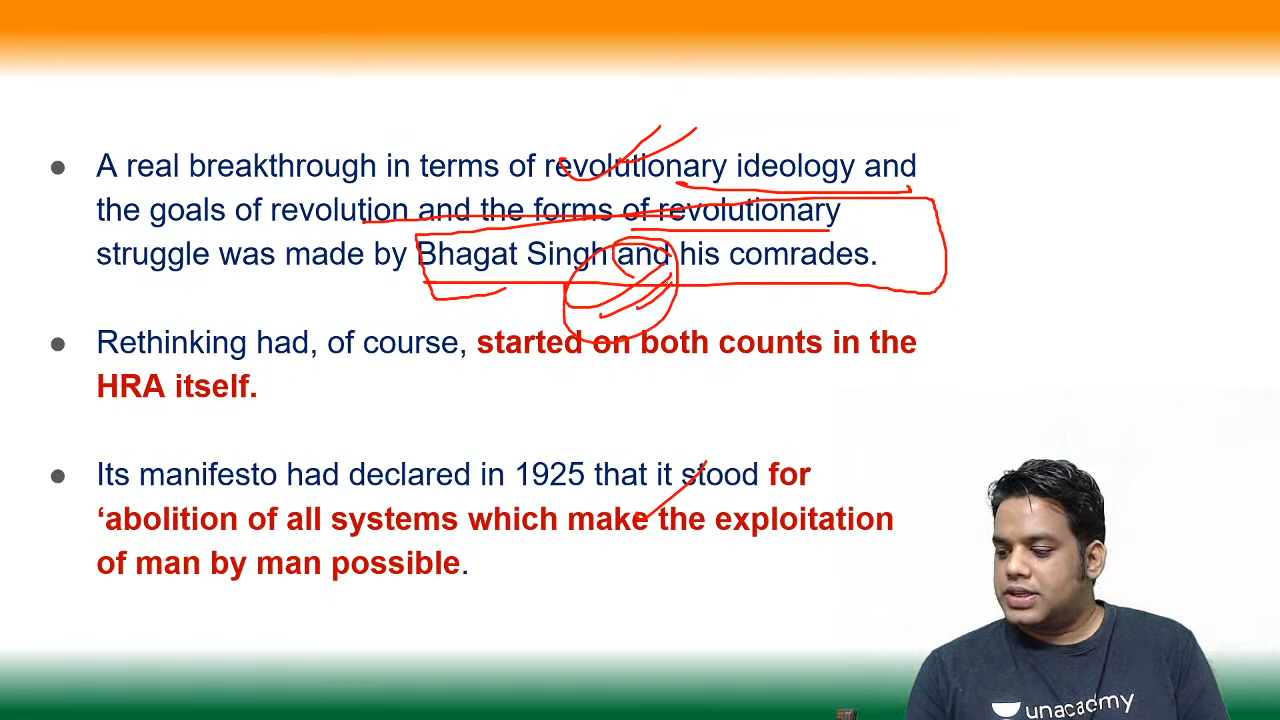 ● A real breakthrough in terms of revolutionary ideology and
the goals of revolution and the forms of revolutionary
struggle was made by Bhagat Singh and his comrades.
● Rethinking had, of course, started on both counts in the
HRA itself.
● Its manifesto had declared in 1925 that it stood for
‘abolition of all systems which make the exploitation
of man by man possible.
unacademy